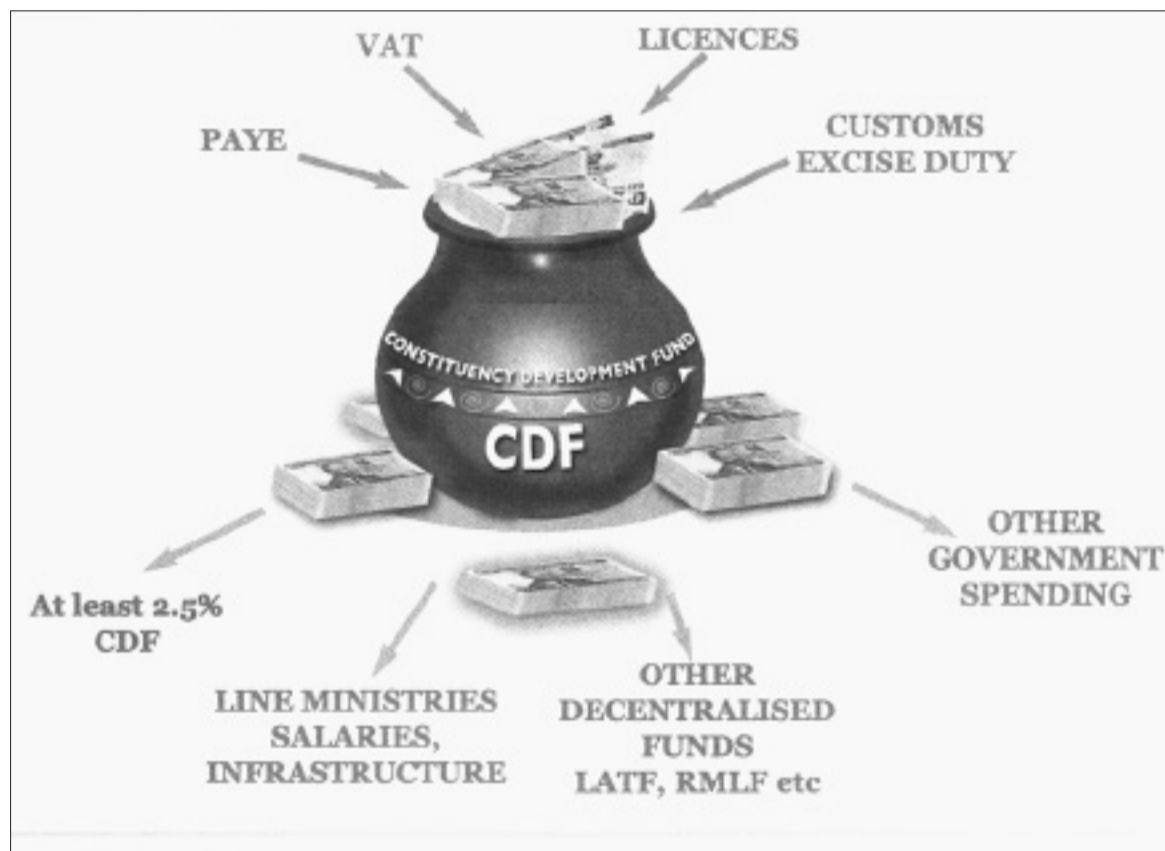 VAT
LICENCES
PAYE
CUSTOMS
EXCISE DUTY
CONSTITUENCY DEVELOPMENT FUND
CDF
At least 2.5%
CDF
LINE MINISTRIES
SALARIES,
INFRASTRUCTURE
OTHER
DECENTRALISED
FUNDS
LATF, RMLF etc
OTHER
GOVERNMENT
SPENDING